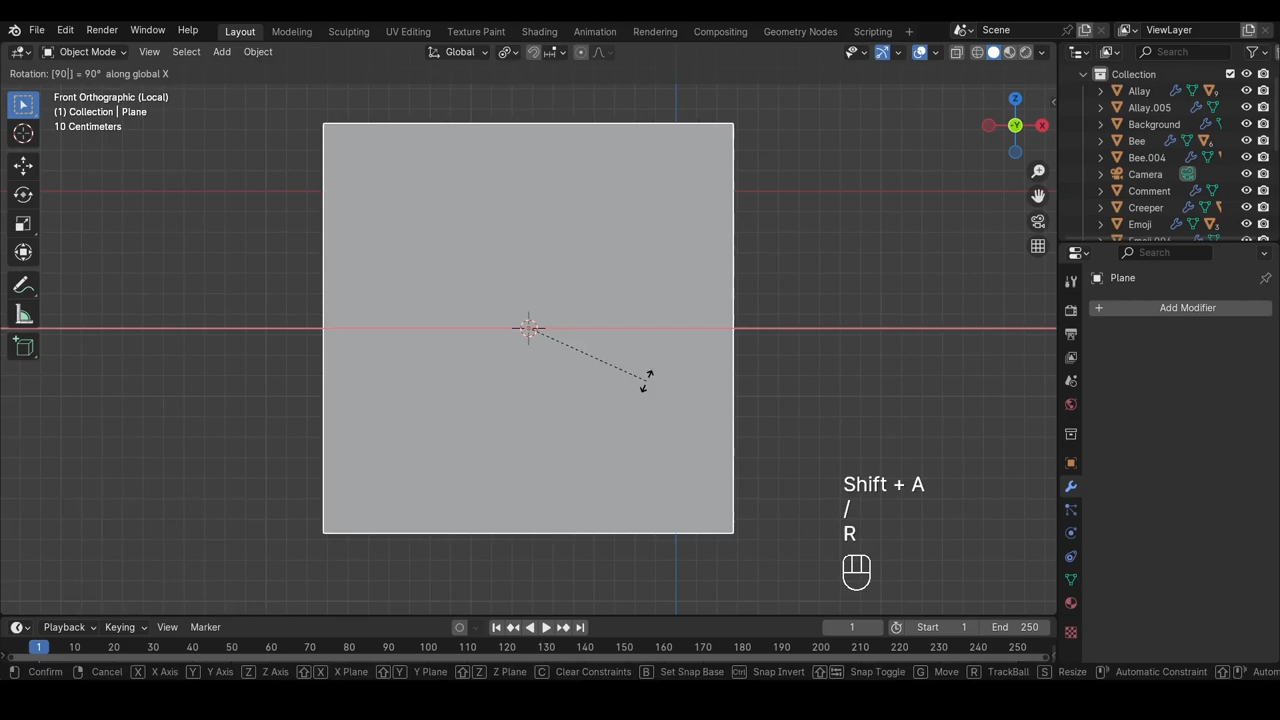 File Edit Render Window Help Layout Modeling Sculpting UV Editing Texture Paint Shading Animation Rendering Compositing Geometry Nodes Scripting Scene ViewLayer
Object Mode View Select Add Object Global Search
Rotation: [90|] = 90° along global X
Front Orthographic (Local)
(1) Collection | Plane
10 Centimeters
Z
-Y
X
Collection
Allay 9
Allay.005
Background
Bee 6
Bee.004
Camera
Comment
Creeper
Emoji 3
Search
Plane
+ Add Modifier
Shift + A
/
R
Playback Keying View Marker 1 Start 1 End 250
1 10 20 30 40 50 60 70 80 90 100 110 120 130 140 150 160 170 180 190 200 210 220 230 240 250
Confirm Cancel X X Axis Y Y Axis Z Z Axis X X Plane Y Y Plane Z Z Plane C Clear Constraints B Set Snap Base Ctrl Snap Invert Snap Toggle G Move R TrackBall S Resize Automatic Constraint Autom